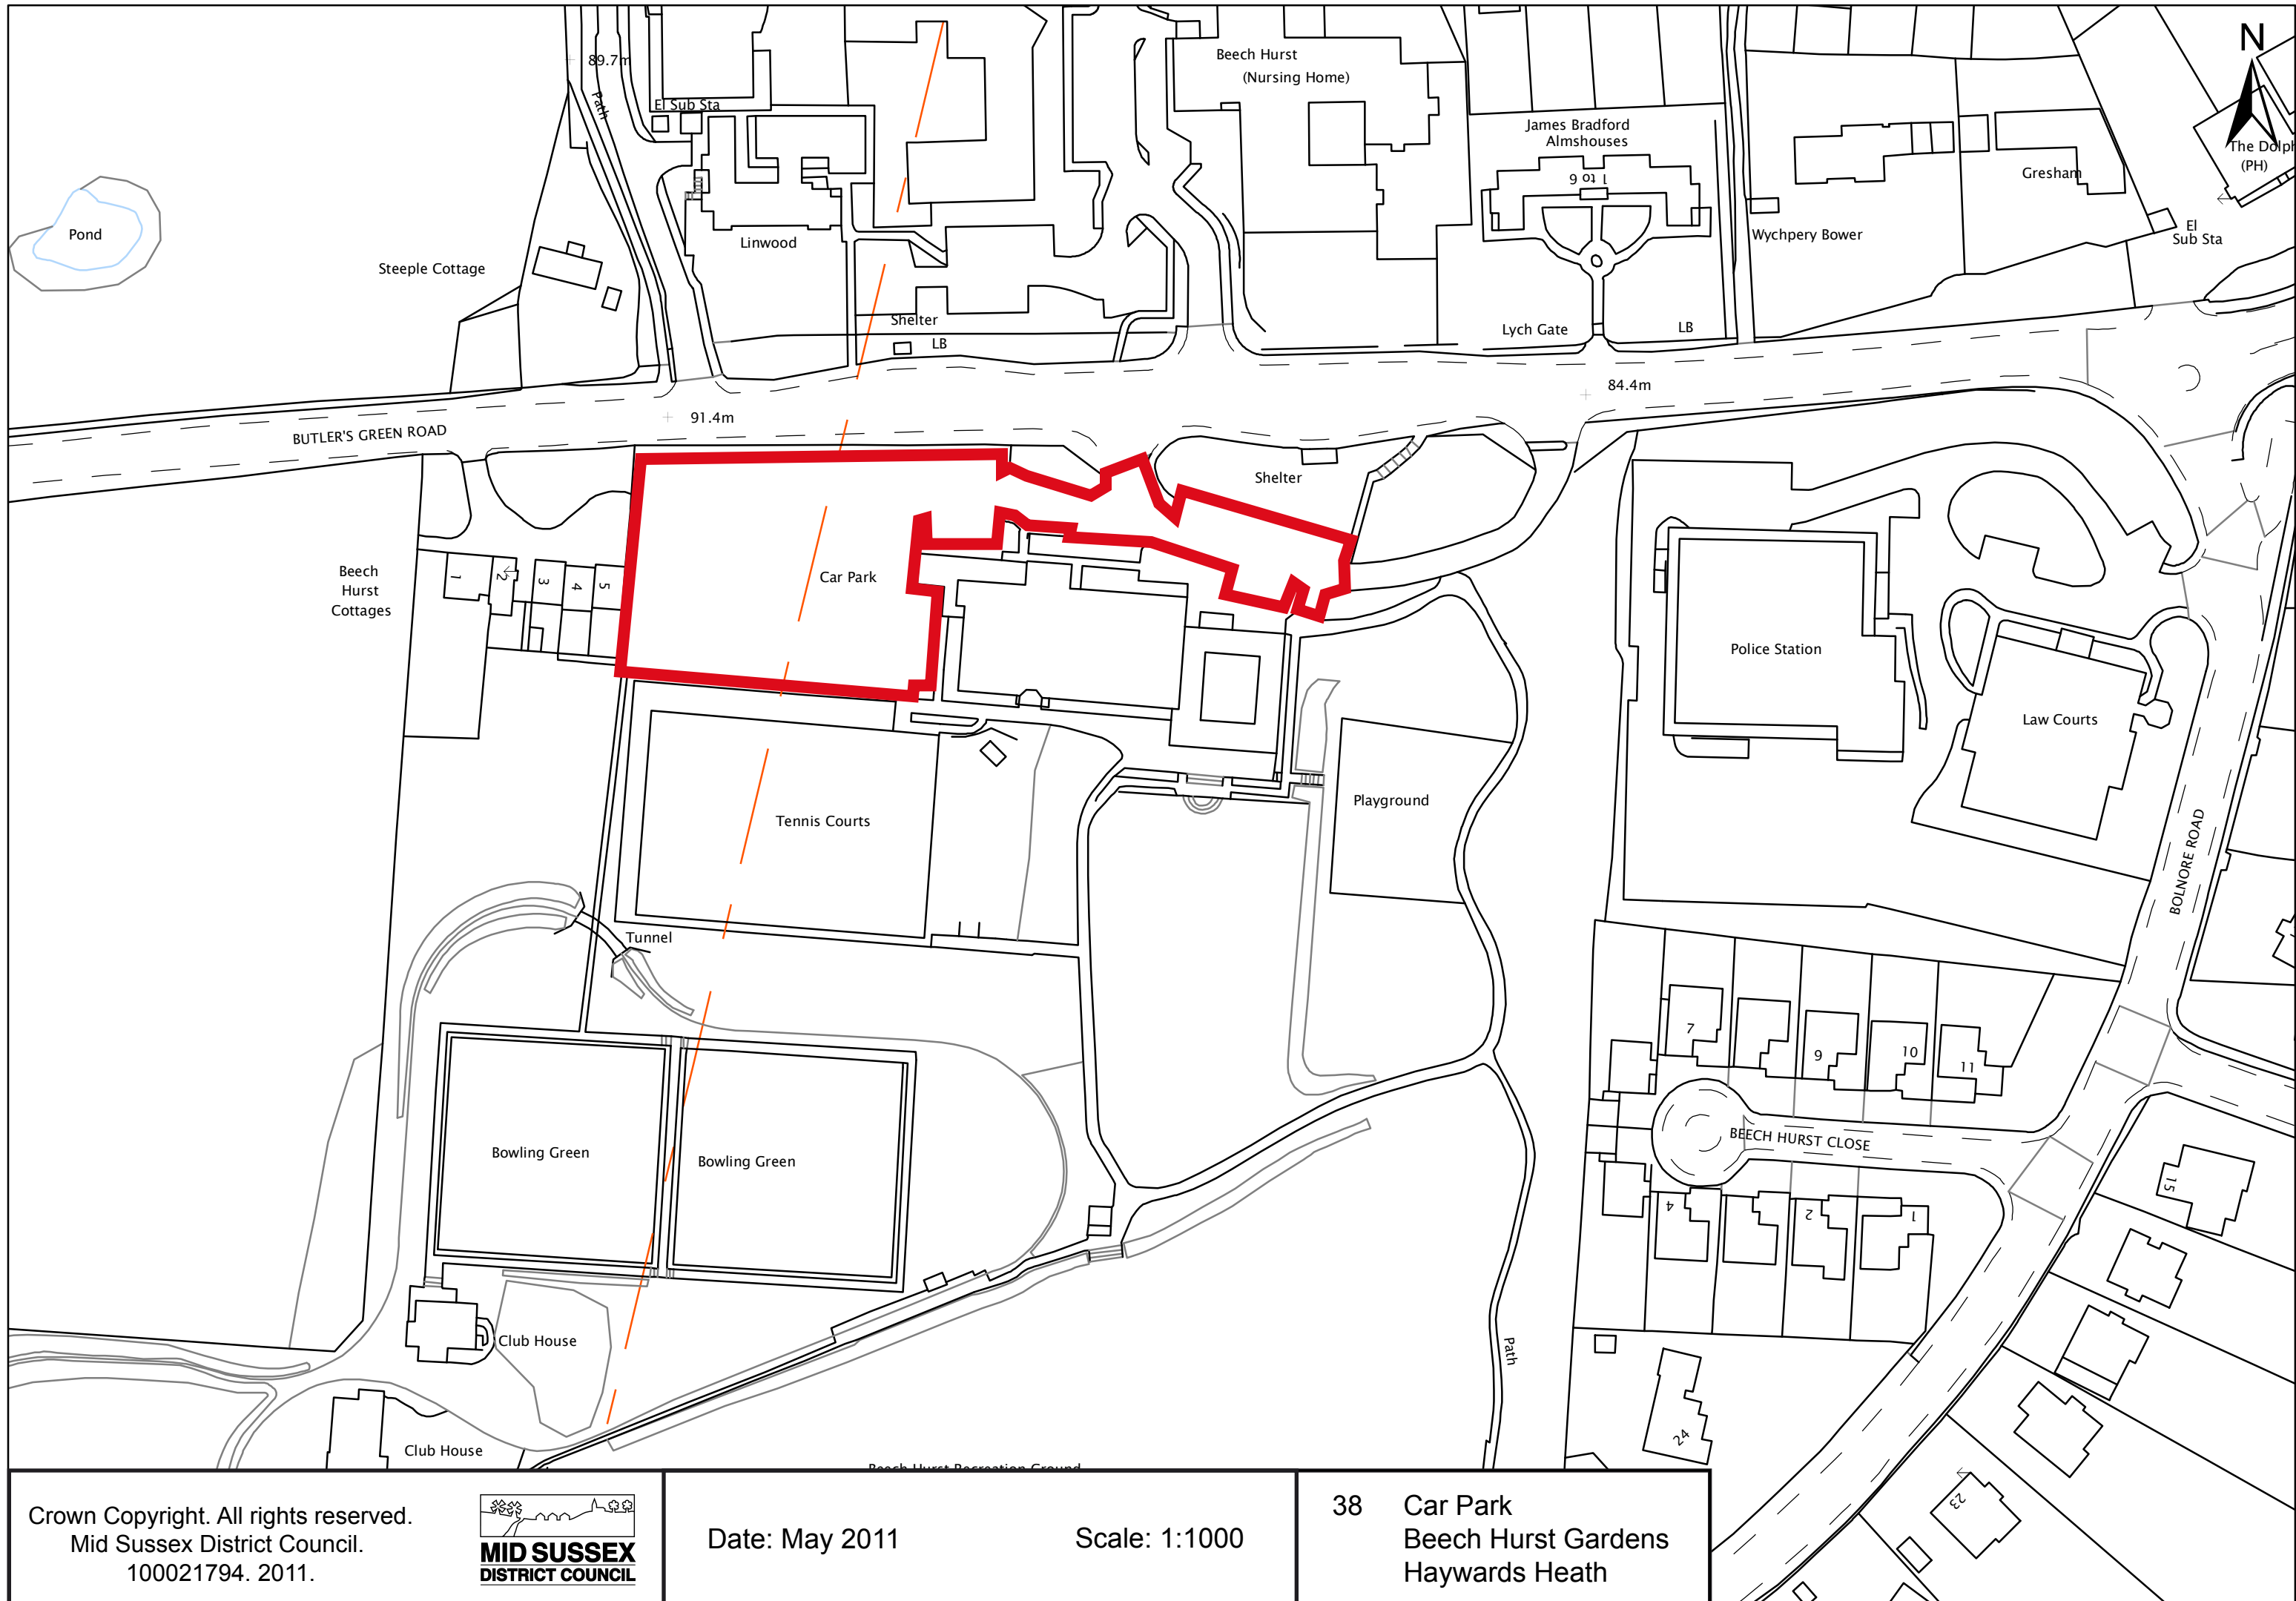 N
89.7m
Path
El Sub Sta
Beech Hurst
(Nursing Home)
James Bradford
Almshouses
1 to 6
Gresham
(PH)
Pond
Steeple Cottage
Linwood
Wychpery Bower
El
Sub Sta
Shelter
LB
Lych Gate
LB
84.4m
91.4m
BUTLER'S GREEN ROAD
Shelter
Beech
Hurst
Cottages
1
2
3
4
5
Car Park
Police Station
Law Courts
Tennis Courts
Playground
BOLNORE ROAD
Tunnel
7
9
10
11
Bowling Green
Bowling Green
BEECH HURST CLOSE
4
2
1
15
Club House
Path
24
Club House
Beech Hurst Recreation Ground
23
Crown Copyright. All rights reserved.
Mid Sussex District Council.
100021794. 2011.
MID SUSSEX
DISTRICT COUNCIL
Date: May 2011
Scale: 1:1000
38 Car Park
Beech Hurst Gardens
Haywards Heath